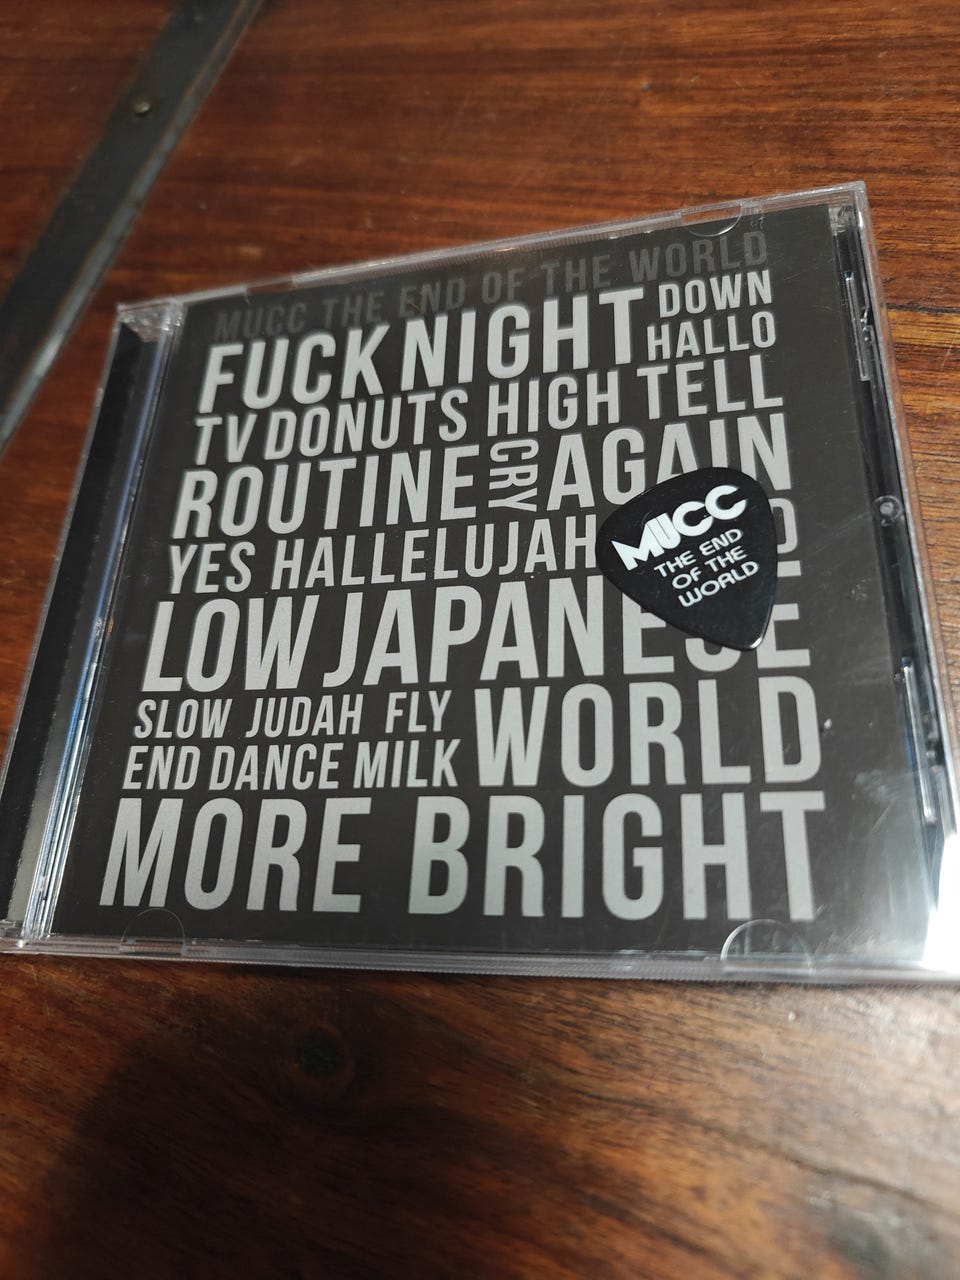 MUCC THE END OF THE WORLD
FUCK NIGHT DOWN
HALLO
TV DONUTS HIGH TELL
ROUTINE CRY AGAIN
YES HALLELUJAH
LOW JAPANESE
SLOW JUDAH FLY
END DANCE MILK WORLD
MORE BRIGHT
MUCC
THE END
OF THE
WORLD